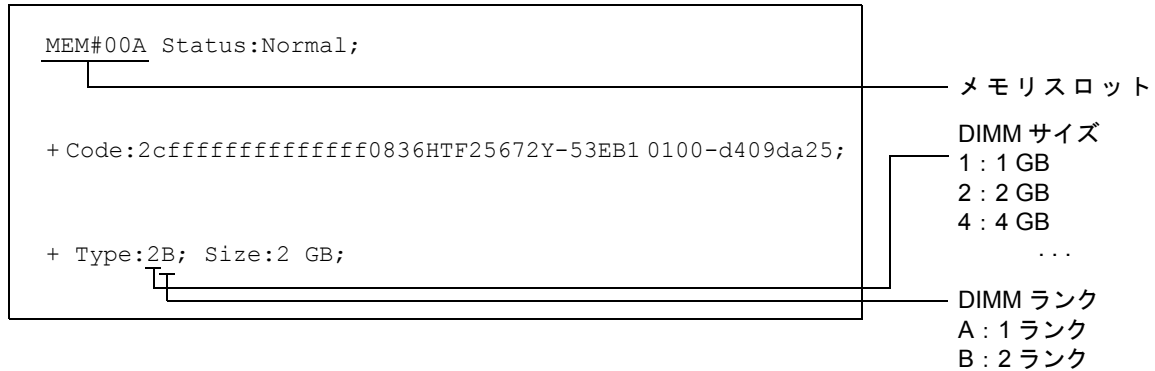 MEM#00A Status:Normal;
+ Code:2cffffffffffffff0836HTF25672Y-53EB1 0100-d409da25;
+ Type:2B; Size:2 GB;
メモリスロット
DIMM サイズ
1：1 GB
2：2 GB
4：4 GB
...
DIMM ランク
A：1 ランク
B：2 ランク